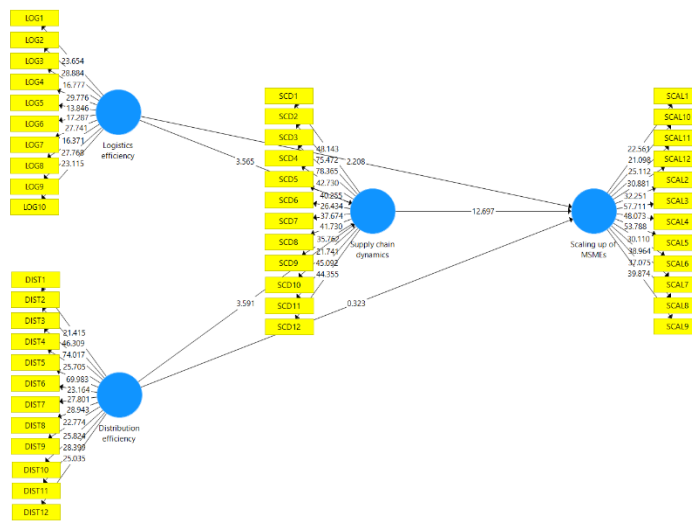 LOG1
LOG2
LOG3
LOG4
LOG5
LOG6
LOG7
LOG8
LOG9
LOG10
23.654
28.884
16.777
29.776
13.846
17.287
27.741
16.371
27.768
23.115
Logistics
efficiency
DIST1
DIST2
DIST3
DIST4
DIST5
DIST6
DIST7
DIST8
DIST9
DIST10
DIST11
DIST12
21.415
46.309
74.017
25.705
69.983
23.164
27.801
28.943
22.774
25.824
28.399
25.035
Distribution
efficiency
3.565
2.208
3.591
0.323
12.697
SCD1
SCD2
SCD3
SCD4
SCD5
SCD6
SCD7
SCD8
SCD9
SCD10
SCD11
SCD12
48.143
75.472
78.365
42.730
40.255
26.434
37.674
41.730
35.762
21.741
45.092
44.355
Supply chain
dynamics
SCAL1
SCAL10
SCAL11
SCAL12
SCAL2
SCAL3
SCAL4
SCAL5
SCAL6
SCAL7
SCAL8
SCAL9
22.561
21.098
25.112
30.881
32.251
57.711
48.073
53.788
30.110
38.964
37.075
39.874
Scaling up of
MSMEs